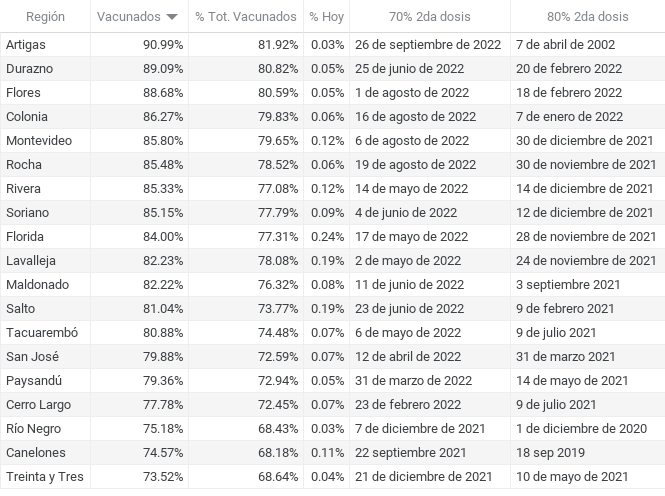 Región Vacunados % Tot. Vacunados % Hoy 70% 2da dosis 80% 2da dosis
Artigas 90.99% 81.92% 0.03% 26 de septiembre de 2022 7 de abril de 2002
Durazno 89.09% 80.82% 0.05% 25 de junio de 2022 20 de febrero 2022
Flores 88.68% 80.59% 0.05% 1 de agosto de 2022 18 de febrero 2022
Colonia 86.27% 79.83% 0.06% 16 de agosto de 2022 7 de enero de 2022
Montevideo 85.80% 79.65% 0.12% 6 de agosto de 2022 30 de diciembre de 2021
Rocha 85.48% 78.52% 0.06% 19 de agosto de 2022 30 de noviembre de 2021
Rivera 85.33% 77.08% 0.12% 14 de mayo de 2022 14 de diciembre de 2021
Soriano 85.15% 77.79% 0.09% 4 de junio de 2022 12 de diciembre de 2021
Florida 84.00% 77.31% 0.24% 17 de mayo de 2022 28 de noviembre de 2021
Lavalleja 82.23% 78.08% 0.19% 2 de mayo de 2022 24 de noviembre de 2021
Maldonado 82.22% 76.32% 0.08% 11 de junio de 2022 3 septiembre 2021
Salto 81.04% 73.77% 0.19% 23 de junio de 2022 9 de febrero 2021
Tacuarembó 80.88% 74.48% 0.07% 6 de mayo de 2022 9 de julio 2021
San José 79.88% 72.59% 0.07% 12 de abril de 2022 31 de marzo 2021
Paysandú 79.36% 72.94% 0.05% 31 de marzo de 2022 14 de mayo de 2021
Cerro Largo 77.78% 72.45% 0.07% 23 de febrero de 2022 9 de julio de 2021
Río Negro 75.18% 68.43% 0.03% 7 de diciembre de 2021 1 de diciembre de 2020
Canelones 74.57% 68.18% 0.11% 22 septiembre 2021 18 sep 2019
Treinta y Tres 73.52% 68.64% 0.04% 21 de diciembre de 2021 10 de mayo de 2021